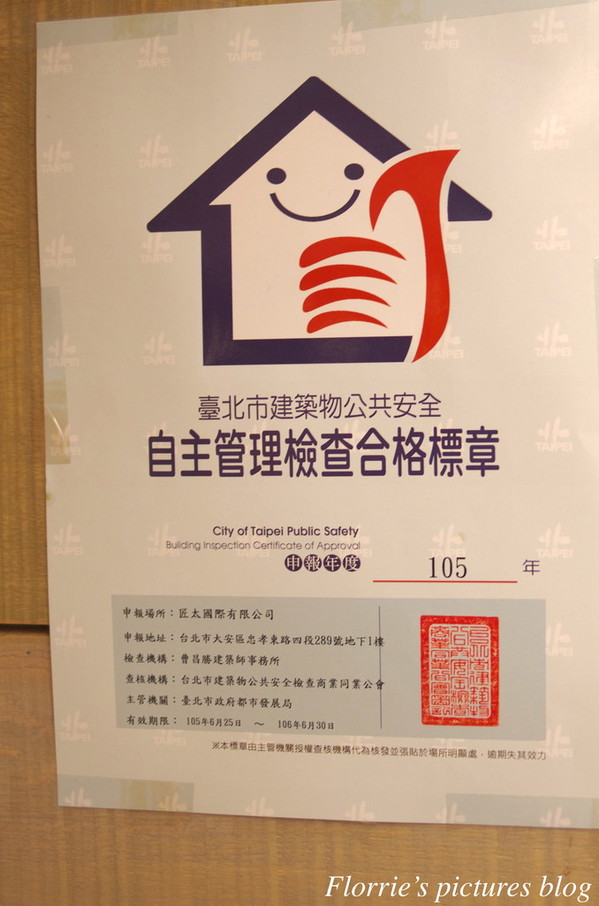 臺北市建築物公共安全
自主管理檢查合格標章
City of Taipei Public Safety
Building Inspection Certificate of Approval
申報年度 105 年
申報場所：匠太國際有限公司
申報地址：台北市大安區忠孝東路四段289號地下1樓
檢查機構：曹昌勝建築師事務所
查核機構：台北市建築物公共安全檢查商業同業公會
主管機關：臺北市政府都市發展局
有效期限：105年6月25日 ～ 106年6月30日
※本標章由主管機關授權查核機構代為核發並張貼於場所明顯處，逾期失其效力
Florrie's pictures blog